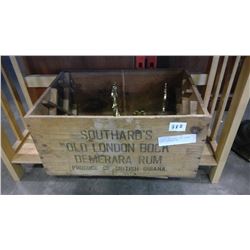 SOUTHARD'S
"OLD LONDON DOCK"
DEMERARA RUM
PRODUCE OF BRITISH GUIANA